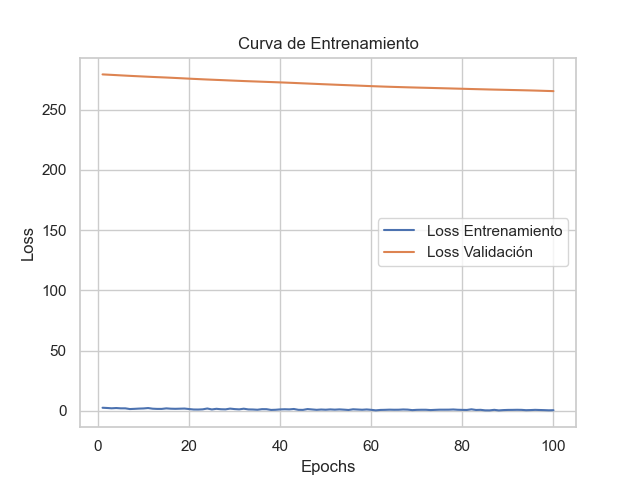 Curva de Entrenamiento
250
200
150
100
50
0
Loss
Loss Entrenamiento
Loss Validación
0 20 40 60 80 100
Epochs